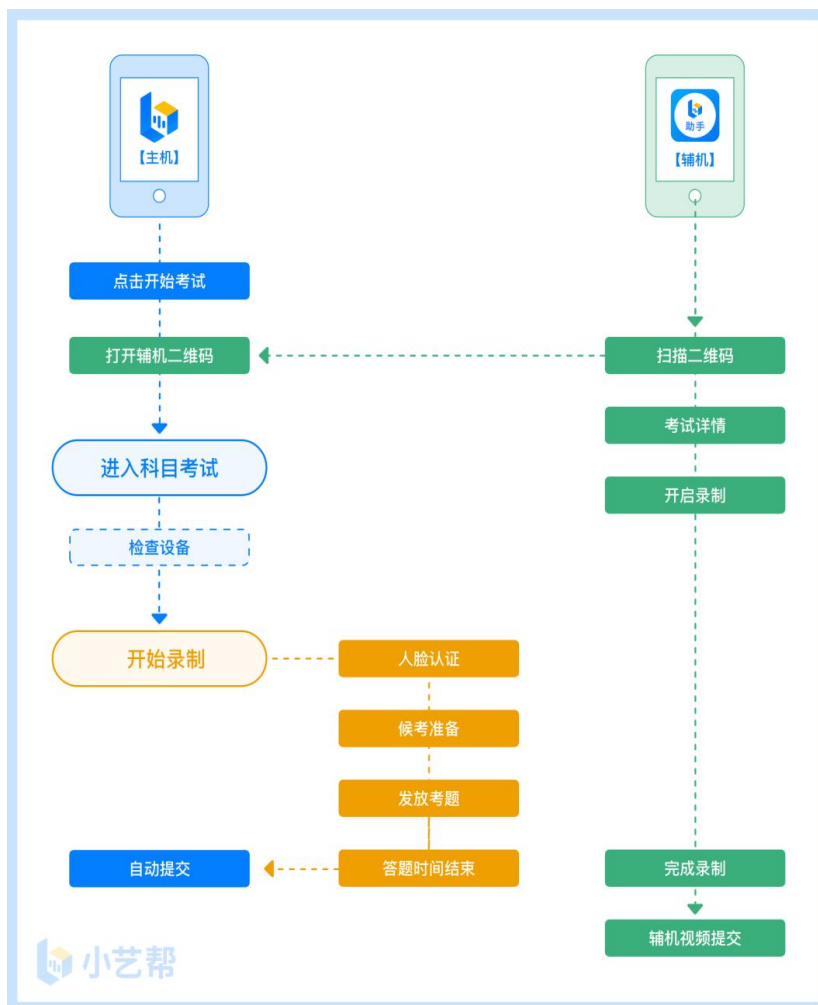 【主机】
助手
【辅机】
点击开始考试
打开辅机二维码
扫描二维码
考试详情
进入科目考试
开启录制
检查设备
开始录制
人脸认证
候考准备
发放考题
自动提交
答题时间结束
完成录制
辅机视频提交
小艺帮